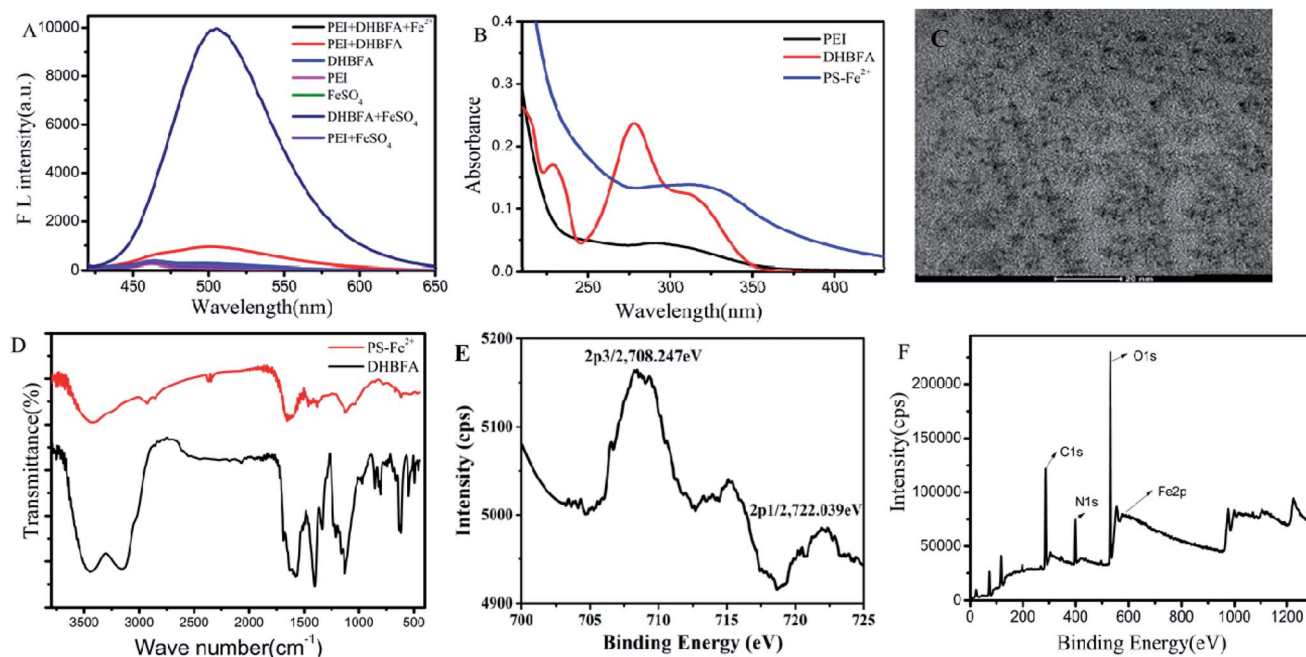 A
F L intensity(a.u.)
10000
8000
6000
4000
2000
0
PEI+DHBFA+Fe²⁺
PEI+DHBFA
DHBFA
PEI
FeSO₄
DHBFA+FeSO₄
PEI+FeSO₄
450 500 550 600 650
Wavelength(nm)
B
Absorbance
0.4
0.3
0.2
0.1
0.0
PEI
DHBFA
PS-Fe²⁺
250 300 350 400
Wavelength(nm)
C
20 nm
D
Transmittance(%)
PS-Fe²⁺
DHBFA
3500 3000 2500 2000 1500 1000 500
Wave number(cm⁻¹)
E
Intensity (cps)
5200
5100
5000
4900
2p3/2,708.247eV
2p1/2,722.039eV
700 705 710 715 720 725
Binding Energy (eV)
F
Intensity(cps)
200000
150000
100000
50000
0
O1s
C1s
N1s
Fe2p
0 200 400 600 800 1000 1200
Binding Energy(eV)